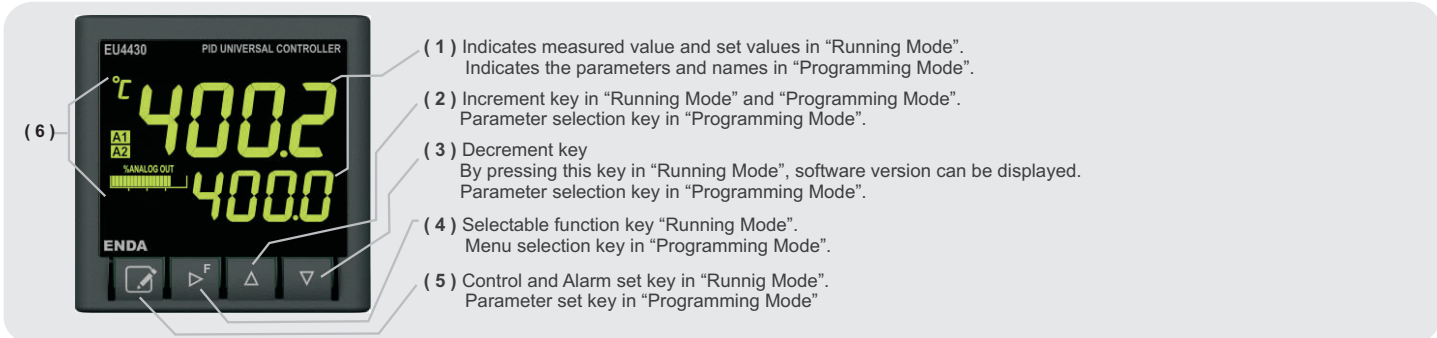 EU4430 PID UNIVERSAL CONTROLLER
°C
400.2
A1
A2
%ANALOG OUT
400.0
ENDA
F
( 6 )
( 1 ) Indicates measured value and set values in “Running Mode”.
Indicates the parameters and names in “Programming Mode”.
( 2 ) Increment key in “Running Mode” and “Programming Mode”.
Parameter selection key in “Programming Mode”.
( 3 ) Decrement key
By pressing this key in “Running Mode”, software version can be displayed.
Parameter selection key in “Programming Mode”.
( 4 ) Selectable function key “Running Mode”.
Menu selection key in “Programming Mode”.
( 5 ) Control and Alarm set key in “Runnig Mode”.
Parameter set key in “Programming Mode”